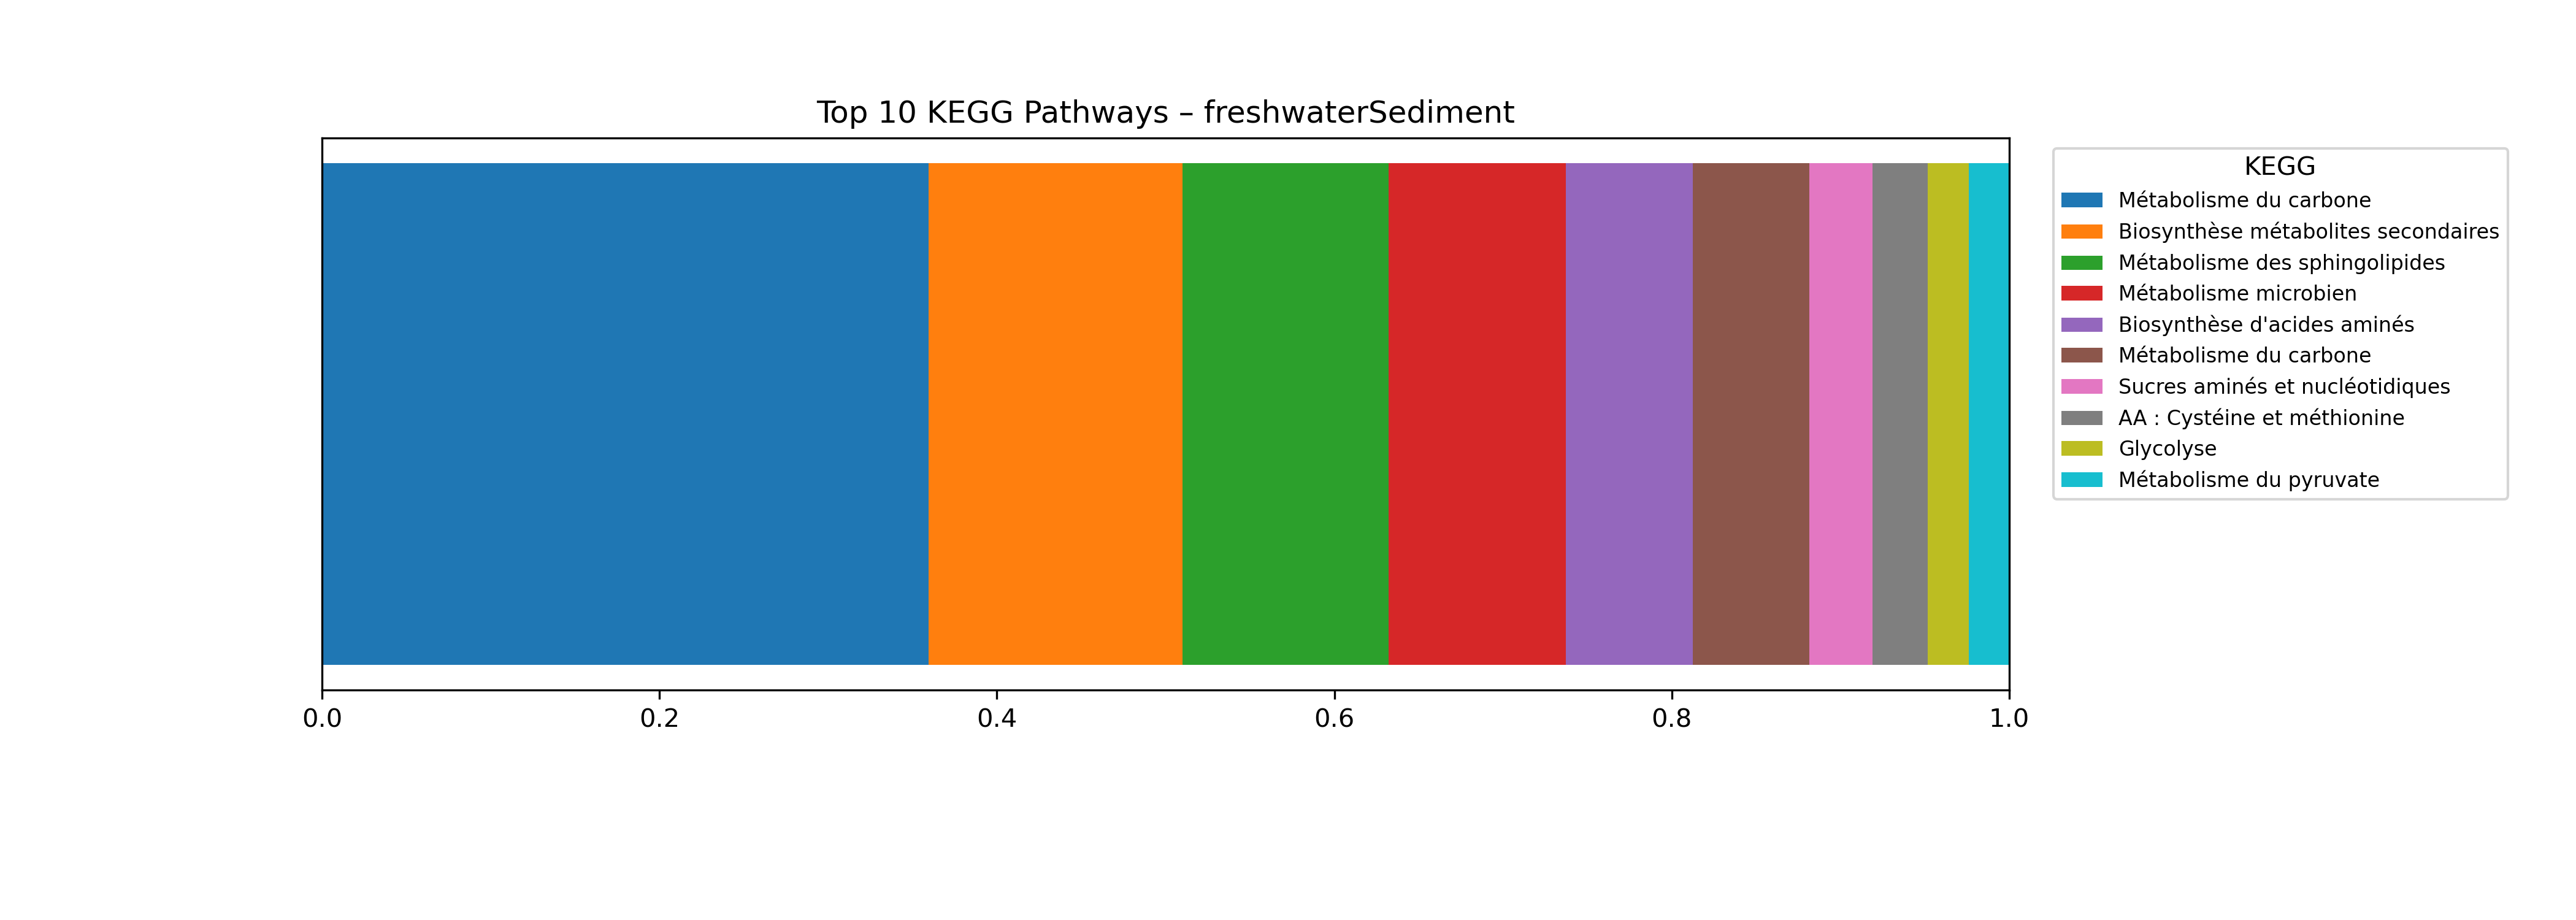 Top 10 KEGG Pathways – freshwaterSediment
KEGG
Métabolisme du carbone
Biosynthèse métabolites secondaires
Métabolisme des sphingolipides
Métabolisme microbien
Biosynthèse d'acides aminés
Métabolisme du carbone
Sucres aminés et nucléotidiques
AA : Cystéine et méthionine
Glycolyse
Métabolisme du pyruvate
0.0 0.2 0.4 0.6 0.8 1.0